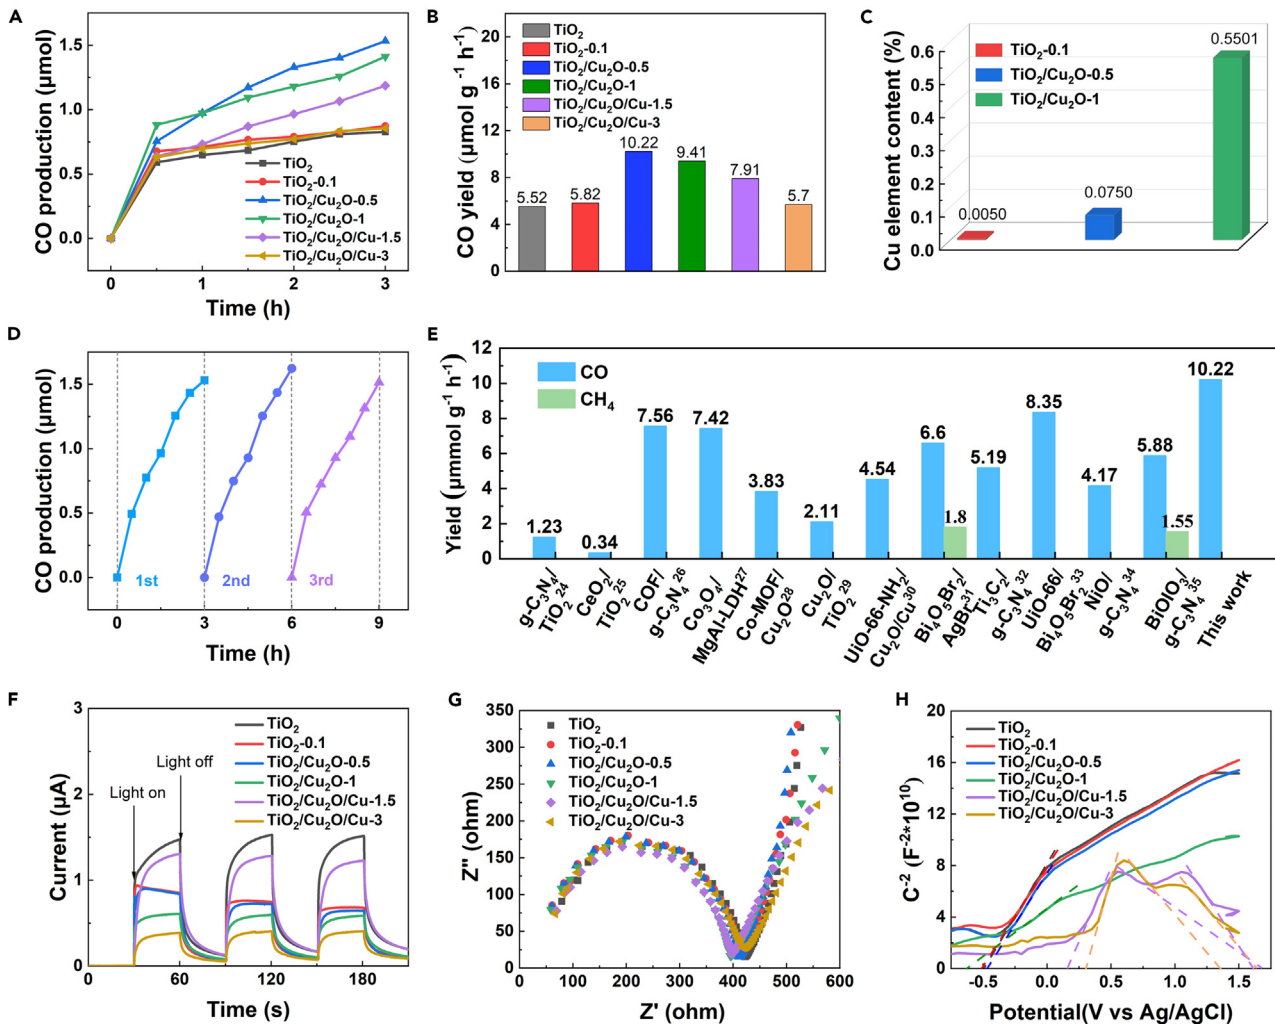 A
CO production (μmol)
1.5
1.0
0.5
0.0
TiO2
TiO2-0.1
TiO2/Cu2O-0.5
TiO2/Cu2O-1
TiO2/Cu2O/Cu-1.5
TiO2/Cu2O/Cu-3
0 1 2 3
Time (h)
B
CO yield (μmol g-1 h-1)
20
16
12
8
4
0
TiO2
TiO2-0.1
TiO2/Cu2O-0.5
TiO2/Cu2O-1
TiO2/Cu2O/Cu-1.5
TiO2/Cu2O/Cu-3
5.52 5.82 10.22 9.41 7.91 5.7
C
Cu element content (%)
0.6
0.5
0.4
0.3
0.2
0.1
0.0
TiO2-0.1
TiO2/Cu2O-0.5
TiO2/Cu2O-1
0.0050 0.0750 0.5501
D
CO production (μmol)
1.5
1.0
0.5
0.0
1st 2nd 3rd
0 3 6 9
Time (h)
E
Yield (μmmol g-1 h-1)
12
10
8
6
4
2
0
CO
CH4
1.23 0.34 7.56 7.42 3.83 2.11 4.54 6.6 1.8 5.19 8.35 4.17 5.88 1.55 10.22
g-C3N4/
TiO2 24
CeO2/
TiO2 25
COF/
g-C3N4 26
Co3O4/
MgAl-LDH27
Co-MOF/
Cu2O28
Cu2O/
TiO2 29
UiO-66-NH2/
Cu2O/Cu30
Bi4O5Br2/
AgBr31
Ti3C2/
g-C3N4 32
UiO-66/
Bi4O5Br2 33
NiO/
g-C3N4 34
BiOIO3/
g-C3N4 35
This work
F
Current (μA)
3
2
1
0
Light on
Light off
TiO2
TiO2-0.1
TiO2/Cu2O-0.5
TiO2/Cu2O-1
TiO2/Cu2O/Cu-1.5
TiO2/Cu2O/Cu-3
0 60 120 180
Time (s)
G
Z" (ohm)
350
300
250
200
150
100
50
0
TiO2
TiO2-0.1
TiO2/Cu2O-0.5
TiO2/Cu2O-1
TiO2/Cu2O/Cu-1.5
TiO2/Cu2O/Cu-3
0 100 200 300 400 500 600
Z' (ohm)
H
C-2 (F-2*1010)
20
16
12
8
4
0
TiO2
TiO2-0.1
TiO2/Cu2O-0.5
TiO2/Cu2O-1
TiO2/Cu2O/Cu-1.5
TiO2/Cu2O/Cu-3
-0.5 0.0 0.5 1.0 1.5
Potential(V vs Ag/AgCl)